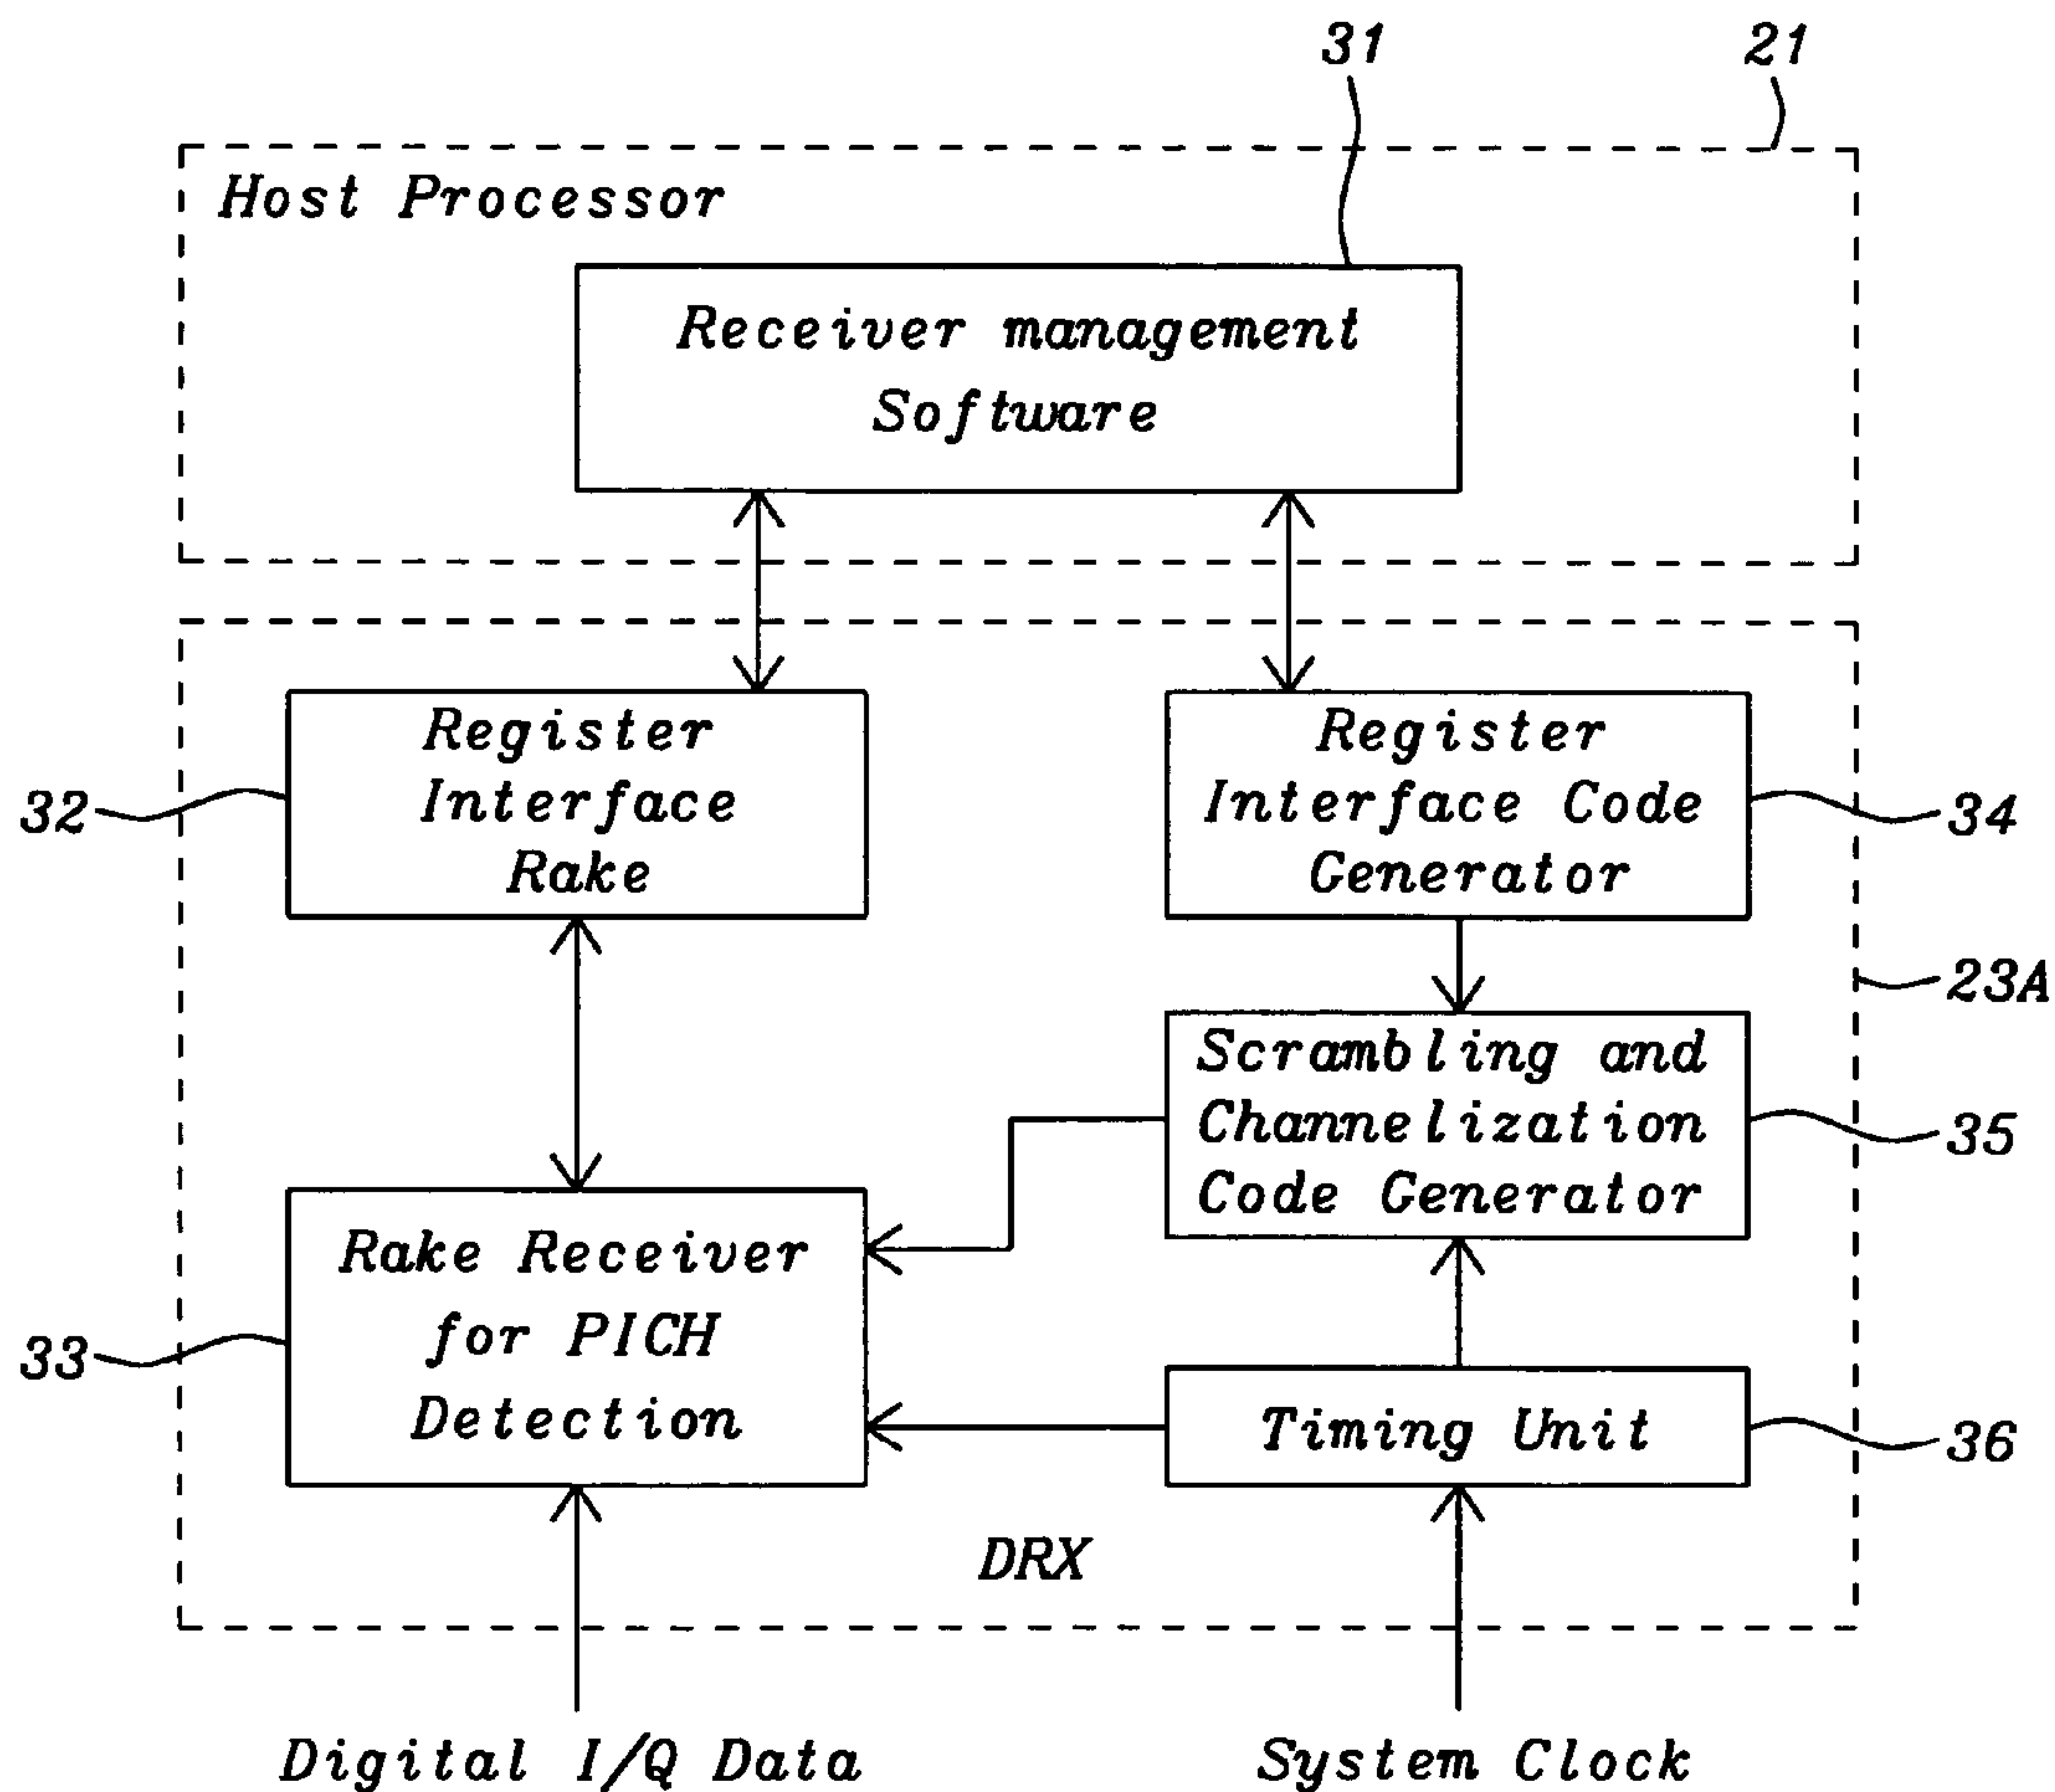 31
21
Host Processor
Receiver management
Software
Register
Interface
Rake
32
Register
Interface Code
Generator
34
23A
Scrambling and
Channelization
Code Generator
35
Rake Receiver
for PICH
Detection
33
Timing Unit
36
DRX
Digital I/Q Data
System Clock